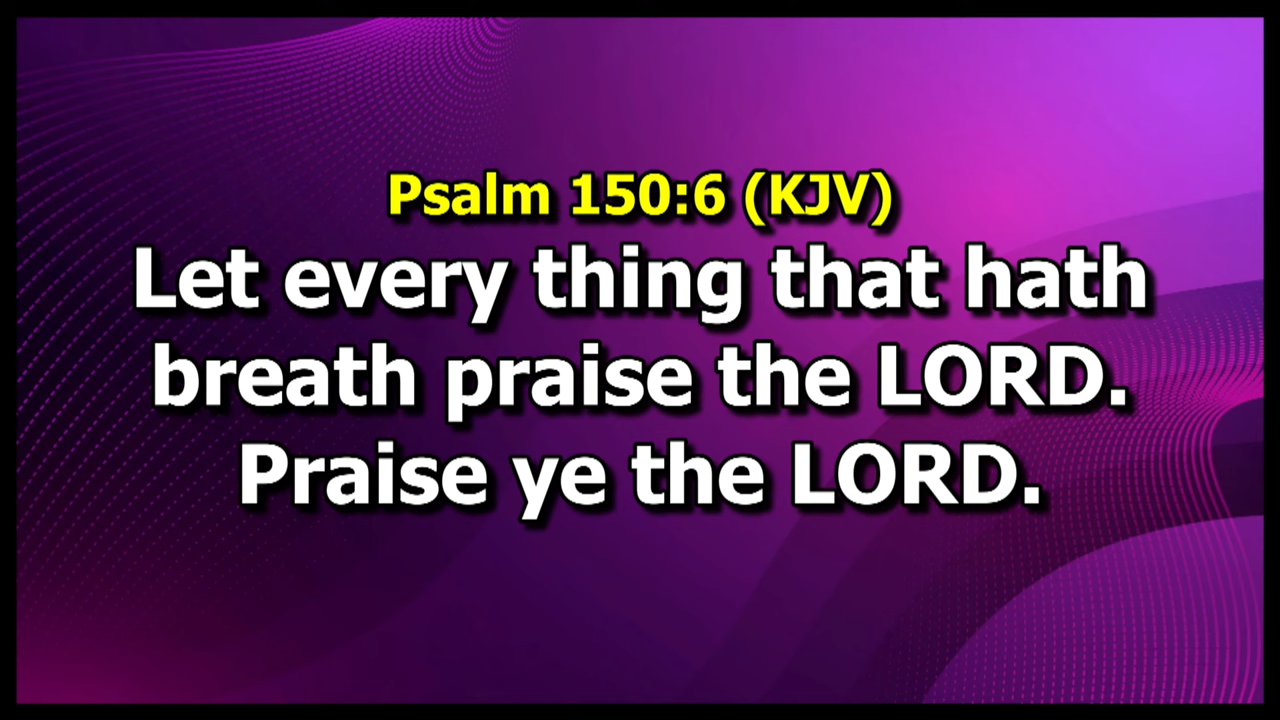 Psalm 150:6 (KJV)
Let every thing that hath
breath praise the LORD.
Praise ye the LORD.